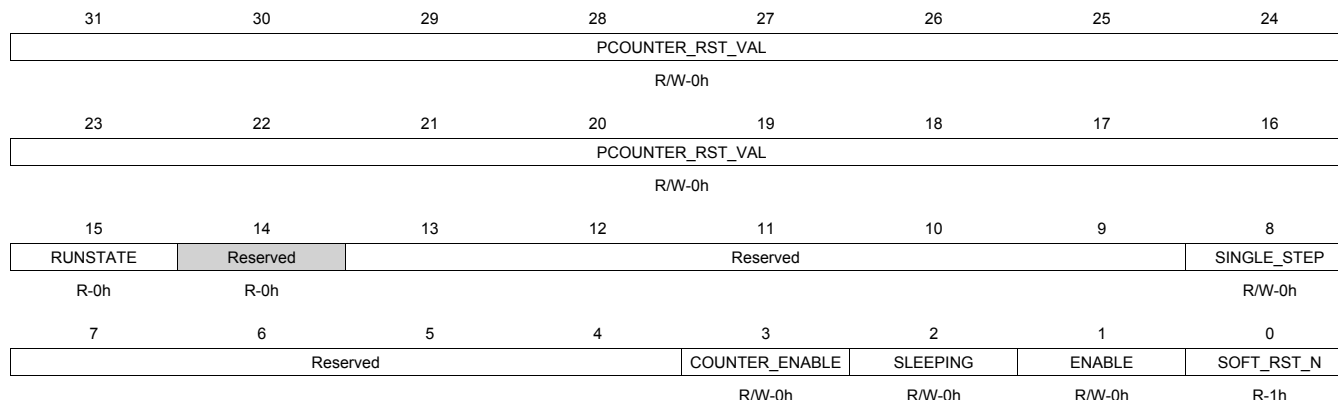 31 30 29 28 27 26 25 24
PCOUNTER_RST_VAL
R/W-0h
23 22 21 20 19 18 17 16
PCOUNTER_RST_VAL
R/W-0h
15 14 13 12 11 10 9 8
RUNSTATE Reserved Reserved SINGLE_STEP
R-0h R-0h R/W-0h
7 6 5 4 3 2 1 0
Reserved COUNTER_ENABLE SLEEPING ENABLE SOFT_RST_N
R/W-0h R/W-0h R/W-0h R-1h